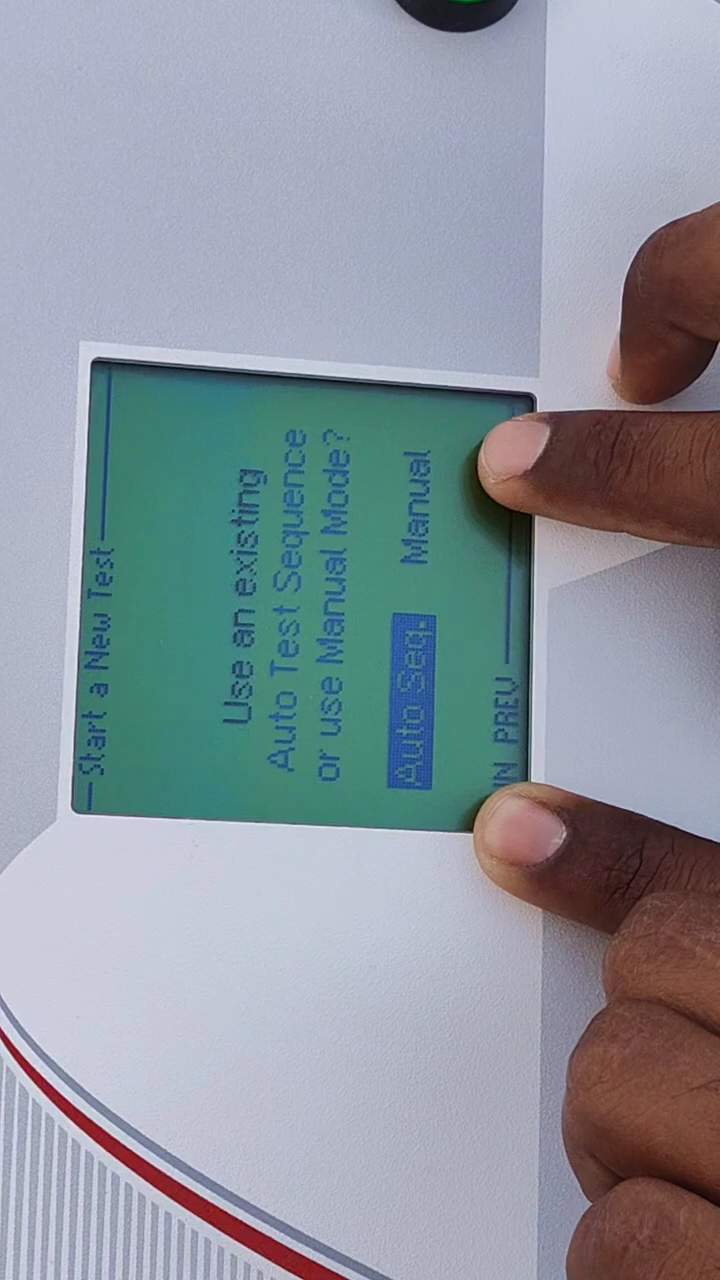 Start a New Test
Use an existing
Auto Test Sequence
or use Manual Mode?
Auto Seq. Manual
PREV